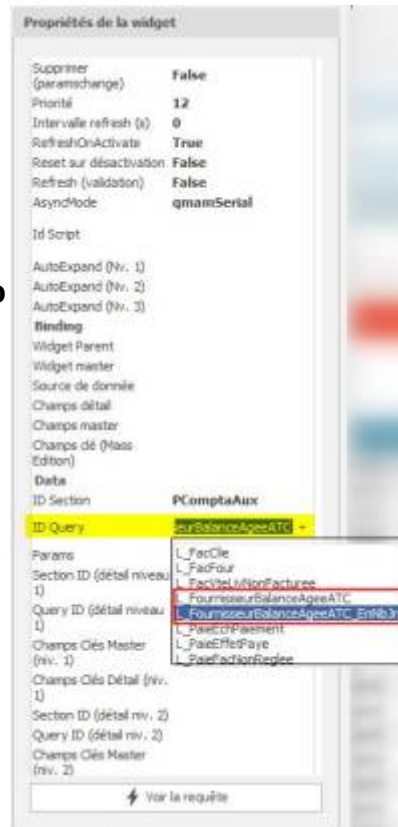 Propriétés de la widget
Supprimer
(paramschange) False
Priorité 12
Intervalle refresh (s) 0
RefreshOnActivate True
Reset sur désactivation False
Refresh (validation) False
AsyncMode qmamSerial
Id Script
AutoExpand (Nv. 1)
AutoExpand (Nv. 2)
AutoExpand (Nv. 3)
Binding
Widget Parent
Widget master
Source de donnée
Champs détail
Champs master
Champs clé (Mass
Edition)
Data
ID Section PComptaAux
ID Query eurBalanceAgeeATC
L_FacClie
L_FacFour
L_FacVteLivNonFacturee
L_FournisseurBalanceAgeeATC
L_FournisseurBalanceAgeeATC_EnNbJr
L_PaieEchPaiement
L_PaieEffetPaye
L_PaieFacNonReglee
Params
Section ID (détail niveau
1)
Query ID (détail niveau
1)
Champs Clés Master
(niv. 1)
Champs Clés Détail (niv.
1)
Section ID (détail niv. 2)
Query ID (détail niv. 2)
Champs Clés Master
(niv. 2)
Voir la requête